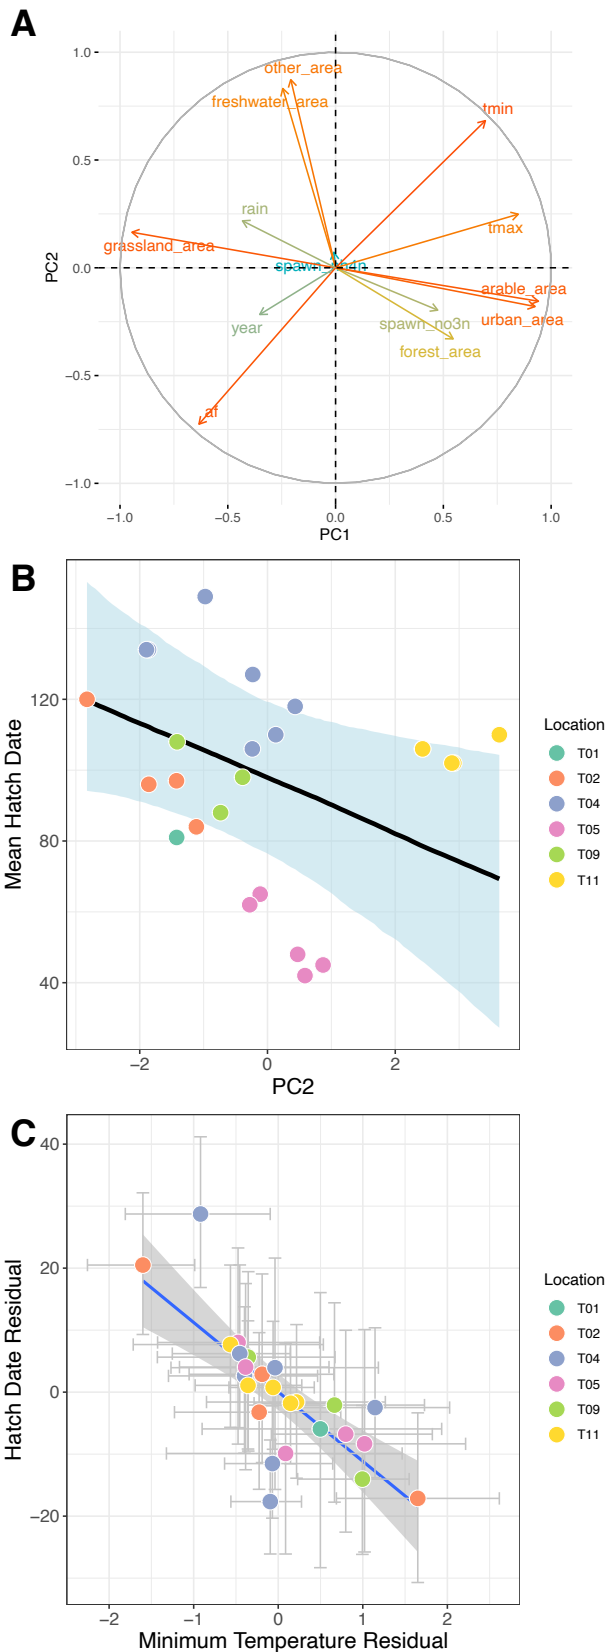 A
1.0
other_area
freshwater_area
tmin
0.5
rain
tmax
grassland_area
PC2
0.0
arable_area
urban_area
spawn_no3n
year
forest_area
-0.5
af
-1.0
-1.0 -0.5 0.0 0.5 1.0
PC1
B
120
80
40
Mean Hatch Date
-2 0 2
PC2
Location
T01
T02
T04
T05
T09
T11
C
40
20
0
-20
Hatch Date Residual
-2 -1 0 1 2
Minimum Temperature Residual
Location
T01
T02
T04
T05
T09
T11